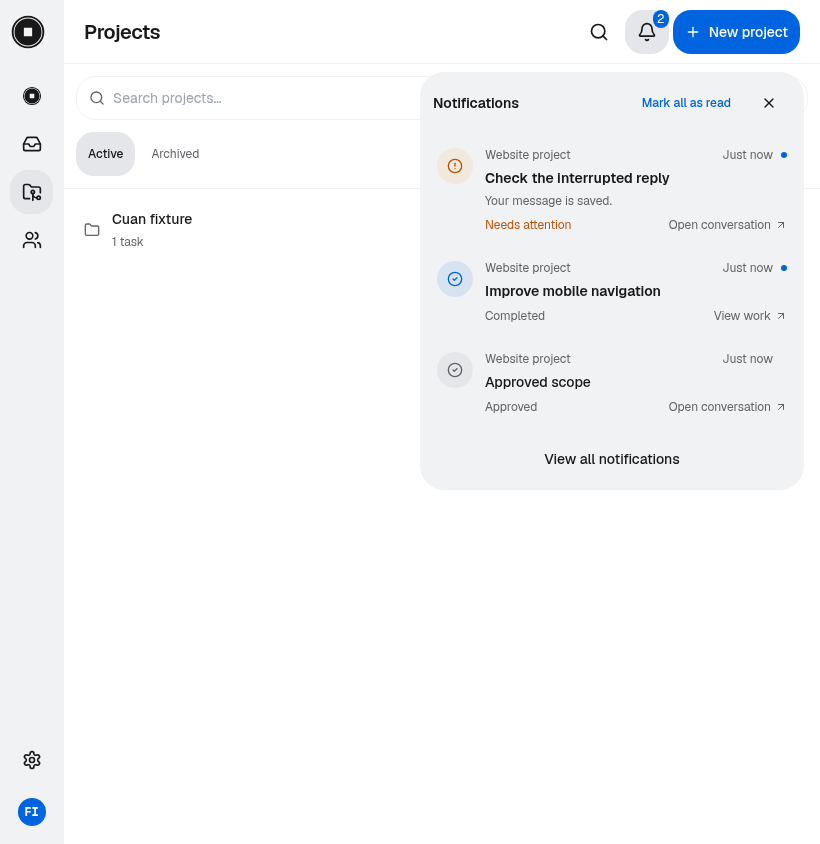 Projects
2
New project
Search projects...
Active
Archived
Cuan fixture
1 task
Notifications
Mark all as read
Website project
Just now
Check the interrupted reply
Your message is saved.
Needs attention
Open conversation
Website project
Just now
Improve mobile navigation
Completed
View work
Website project
Just now
Approved scope
Approved
Open conversation
View all notifications
FI